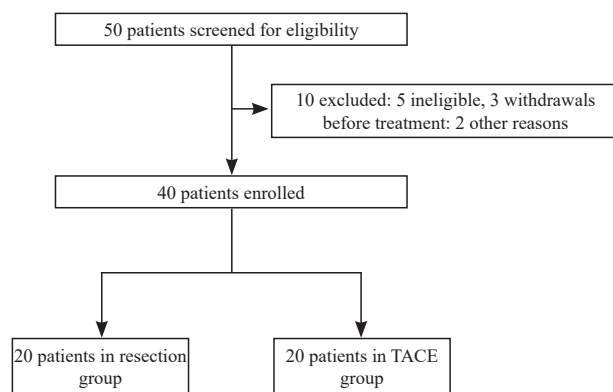 50 patients screened for eligibility
10 excluded: 5 ineligible, 3 withdrawals
before treatment: 2 other reasons
40 patients enrolled
20 patients in resection
group
20 patients in TACE
group